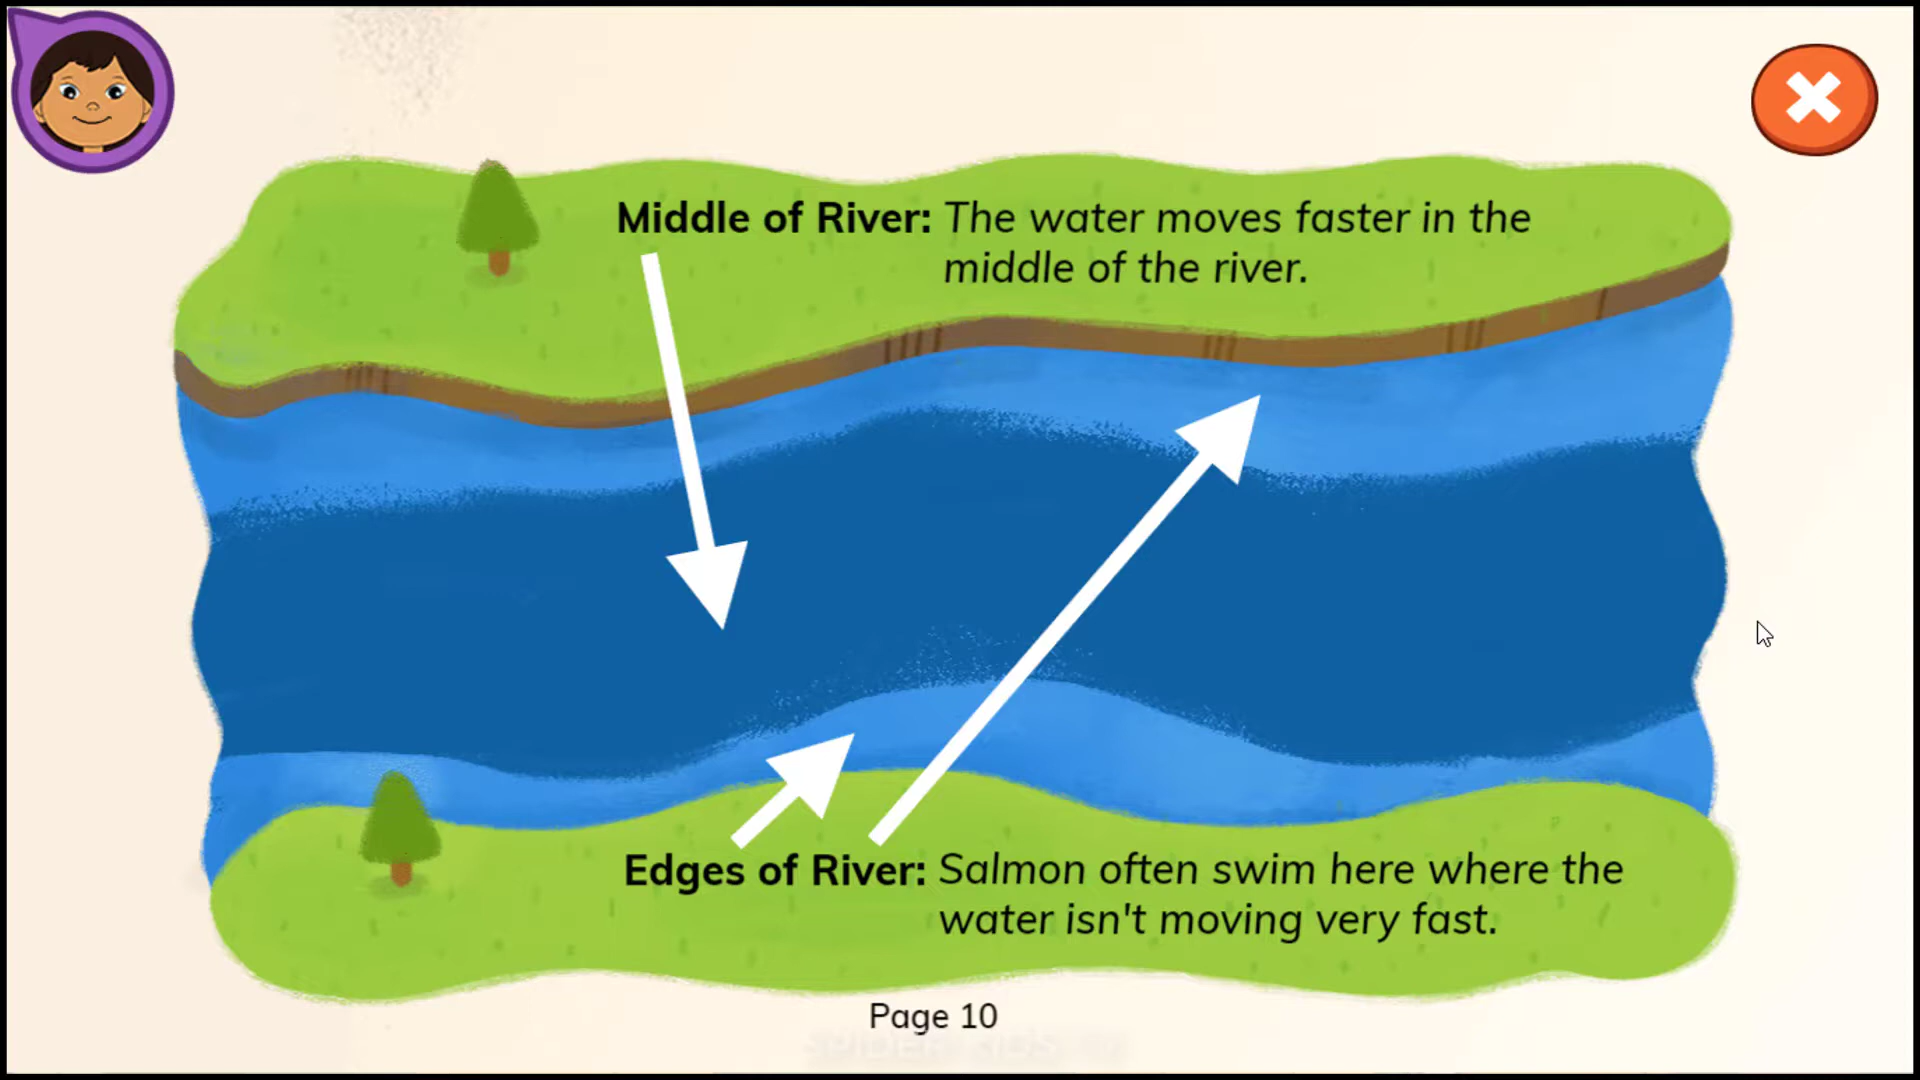 Middle of River: The water moves faster in the
middle of the river.
Edges of River: Salmon often swim here where the
water isn't moving very fast.
Page 10